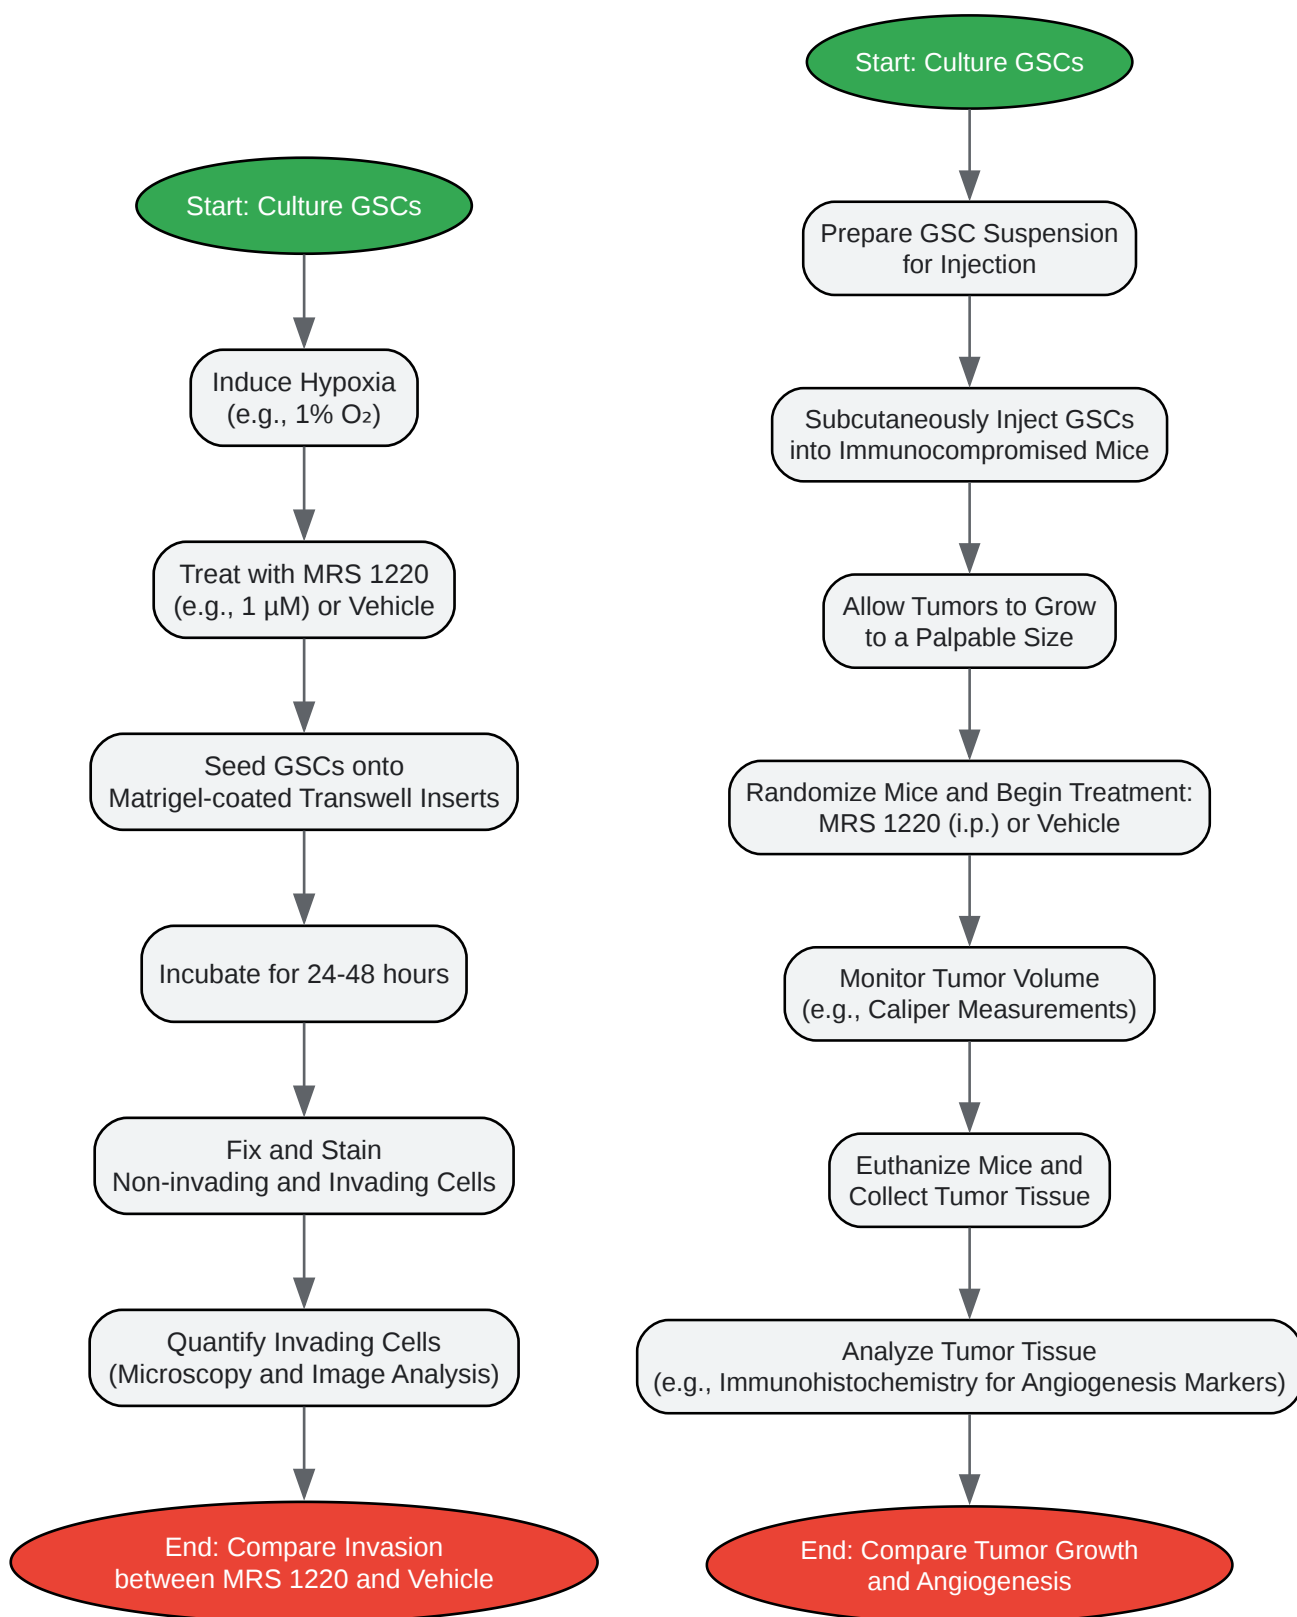 Start: Culture GSCs
Induce Hypoxia
(e.g., 1% O₂)
Treat with MRS 1220
(e.g., 1 µM) or Vehicle
Seed GSCs onto
Matrigel-coated Transwell Inserts
Incubate for 24-48 hours
Fix and Stain
Non-invading and Invading Cells
Quantify Invading Cells
(Microscopy and Image Analysis)
End: Compare Invasion
between MRS 1220 and Vehicle
Start: Culture GSCs
Prepare GSC Suspension
for Injection
Subcutaneously Inject GSCs
into Immunocompromised Mice
Allow Tumors to Grow
to a Palpable Size
Randomize Mice and Begin Treatment:
MRS 1220 (i.p.) or Vehicle
Monitor Tumor Volume
(e.g., Caliper Measurements)
Euthanize Mice and
Collect Tumor Tissue
Analyze Tumor Tissue
(e.g., Immunohistochemistry for Angiogenesis Markers)
End: Compare Tumor Growth
and Angiogenesis